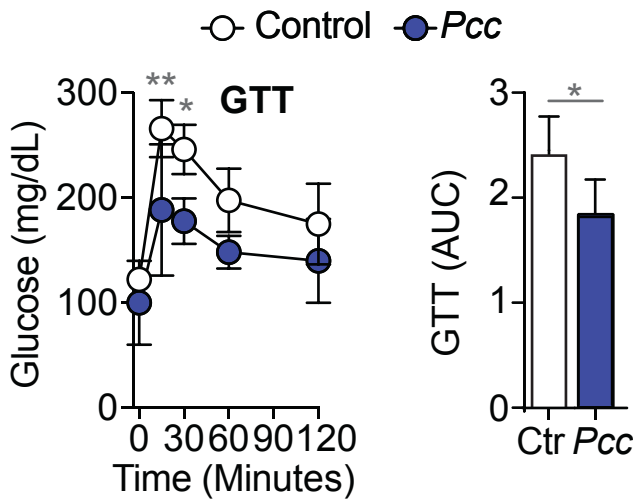 Control Pcc
GTT
**
*
Glucose (mg/dL)
300
200
100
0
0 30 60 90 120
Time (Minutes)
*
GTT (AUC)
3
2
1
0
Ctr Pcc